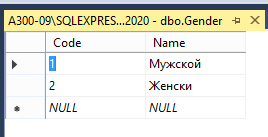 A300-09\SQLEXPRES...2020 - dbo.Gender
Code Name
1 Мужской
2 Женски
NULL NULL